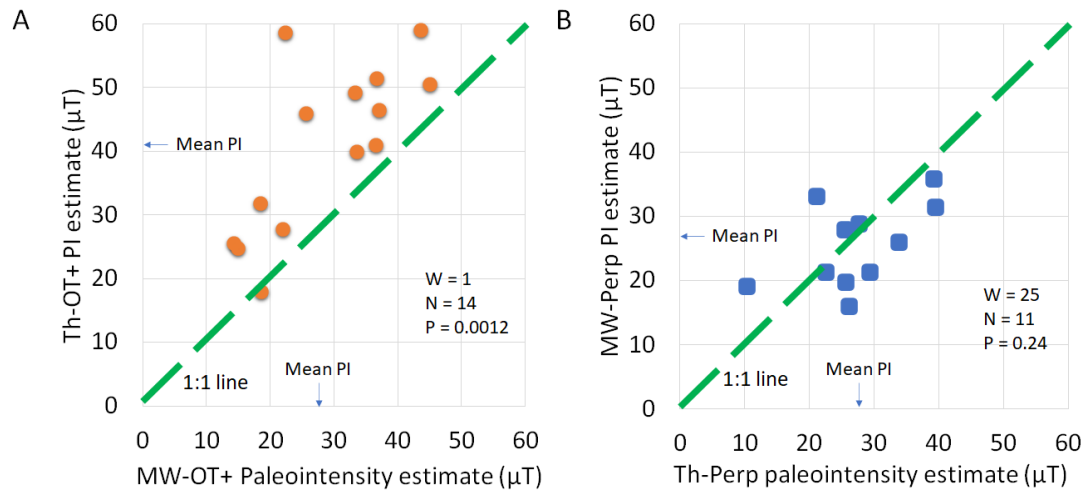 A
Th-OT+ PI estimate (µT)
60
50
40
30
20
10
0
Mean PI
W = 1
N = 14
P = 0.0012
Mean PI
1:1 line
0 10 20 30 40 50 60
MW-OT+ Paleointensity estimate (µT)
B
MW-Perp PI estimate (µT)
60
50
40
30
20
10
0
Mean PI
W = 25
N = 11
P = 0.24
Mean PI
1:1 line
0 10 20 30 40 50 60
Th-Perp paleointensity estimate (µT)